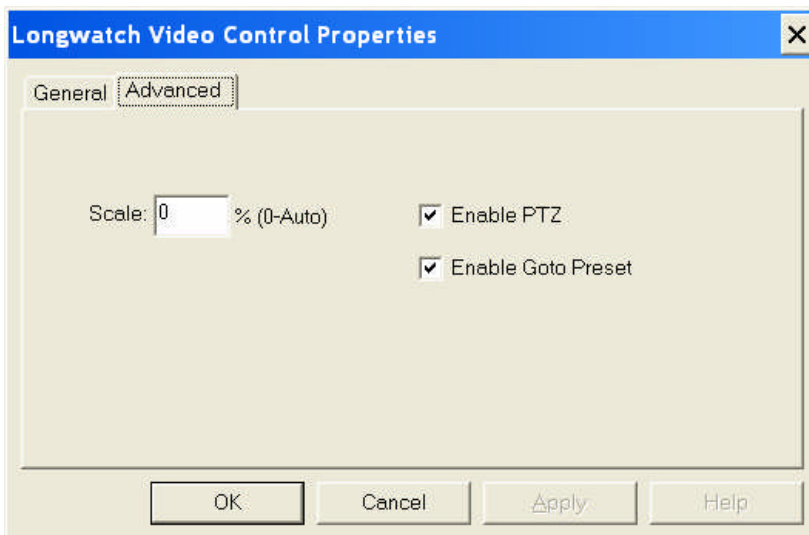 Longwatch Video Control Properties
General Advanced
Scale: 0 % (0-Auto) Enable PTZ
Enable Goto Preset
OK Cancel Apply Help